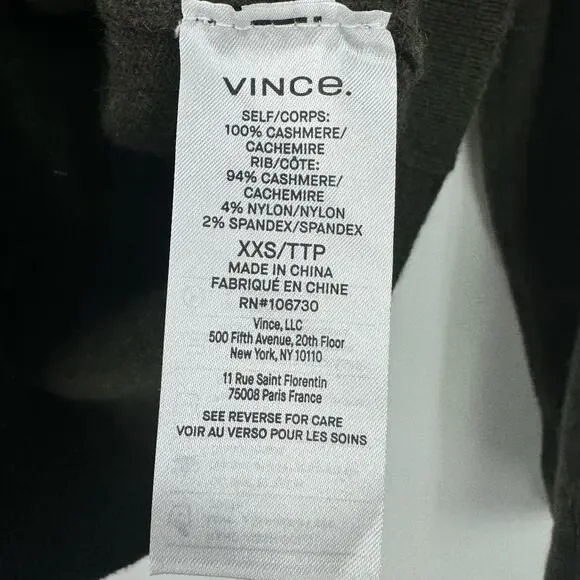 VINCe.
SELF/CORPS:
100% CASHMERE/
CACHEMIRE
RIB/CÔTE:
94% CASHMERE/
CACHEMIRE
4% NYLON/NYLON
2% SPANDEX/SPANDEX
XXS/TTP
MADE IN CHINA
FABRIQUÉ EN CHINE
RN#106730
Vince, LLC
500 Fifth Avenue, 20th Floor
New York, NY 10110
11 Rue Saint Florentin
75008 Paris France
SEE REVERSE FOR CARE
VOIR AU VERSO POUR LES SOINS